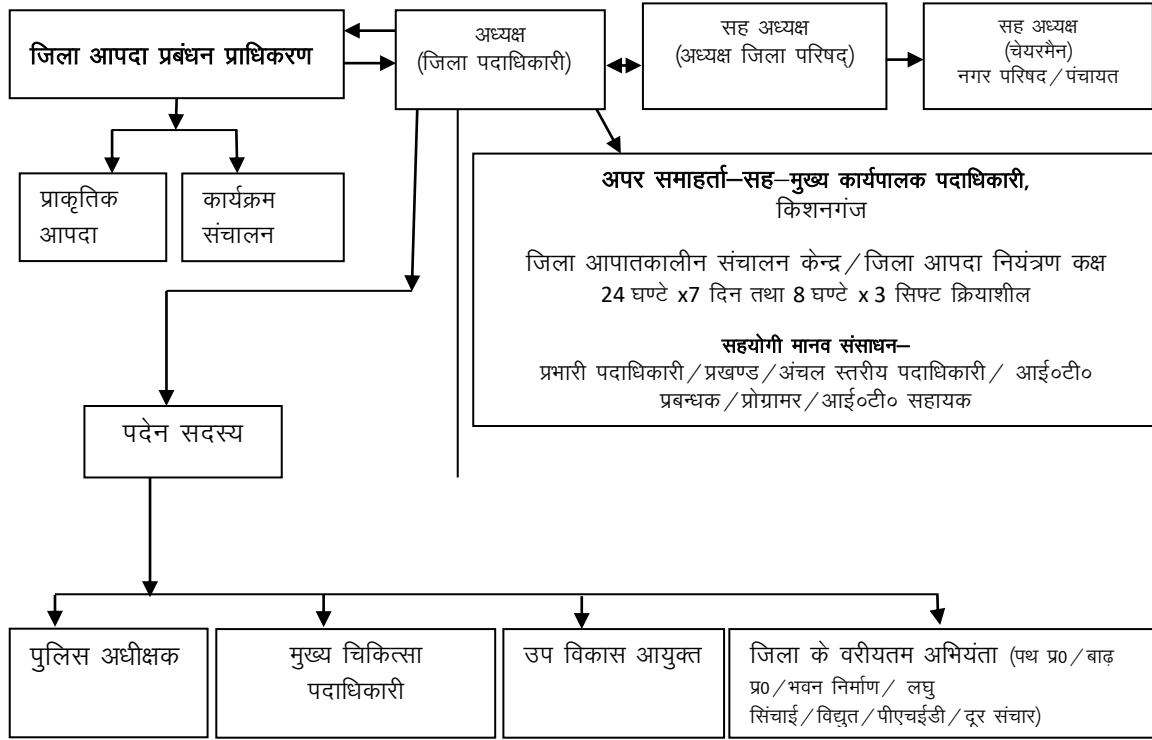 जिला आपदा प्रबंधन प्राधिकरण
अध्यक्ष
(जिला पदाधिकारी)
सह अध्यक्ष
(अध्यक्ष जिला परिषद्)
सह अध्यक्ष
(चेयरमैन)
नगर परिषद/पंचायत
प्राकृतिक
आपदा
कार्यक्रम
संचालन
अपर समाहर्ता–सह–मुख्य कार्यपालक पदाधिकारी,
किशनगंज
जिला आपातकालीन संचालन केन्द्र/जिला आपदा नियंत्रण कक्ष
24 घण्टे x7 दिन तथा 8 घण्टे x 3 सिफ्ट क्रियाशील
सहयोगी मानव संसाधन–
प्रभारी पदाधिकारी/प्रखण्ड/अंचल स्तरीय पदाधिकारी/ आई०टी०
प्रबन्धक/प्रोग्रामर/आई०टी० सहायक
पदेन सदस्य
पुलिस अधीक्षक
मुख्य चिकित्सा
पदाधिकारी
उप विकास आयुक्त
जिला के वरीयतम अभियंता (पथ प्र0/बाढ़
प्र0/भवन निर्माण/ लघु
सिंचाई/विद्युत/पीएचईडी/दूर संचार)